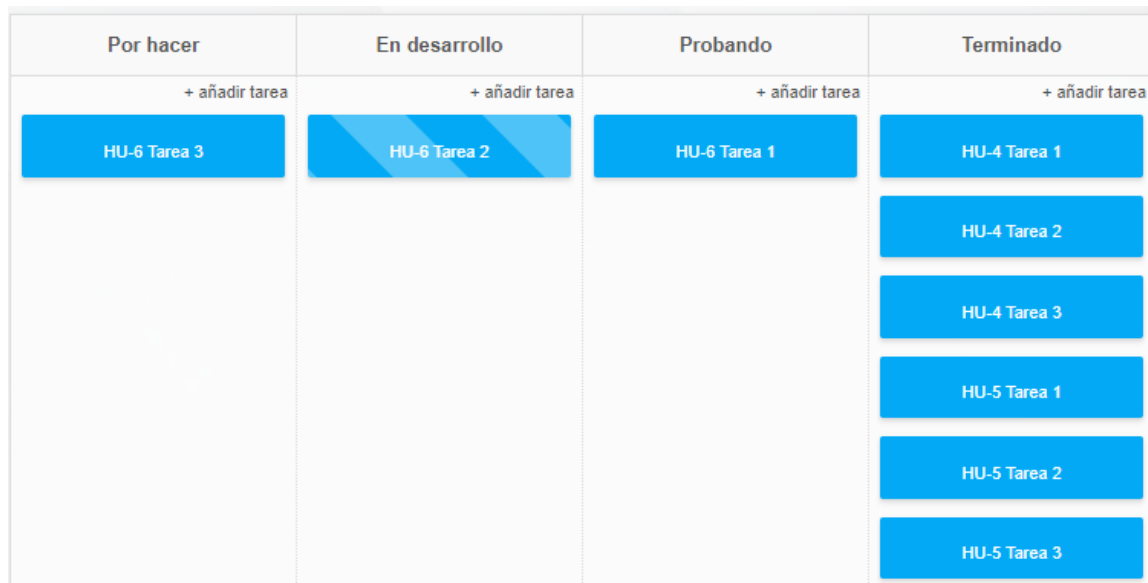 Por hacer
En desarrollo
Probando
Terminado
+ añadir tarea
+ añadir tarea
+ añadir tarea
+ añadir tarea
HU-6 Tarea 3
HU-6 Tarea 2
HU-6 Tarea 1
HU-4 Tarea 1
HU-4 Tarea 2
HU-4 Tarea 3
HU-5 Tarea 1
HU-5 Tarea 2
HU-5 Tarea 3